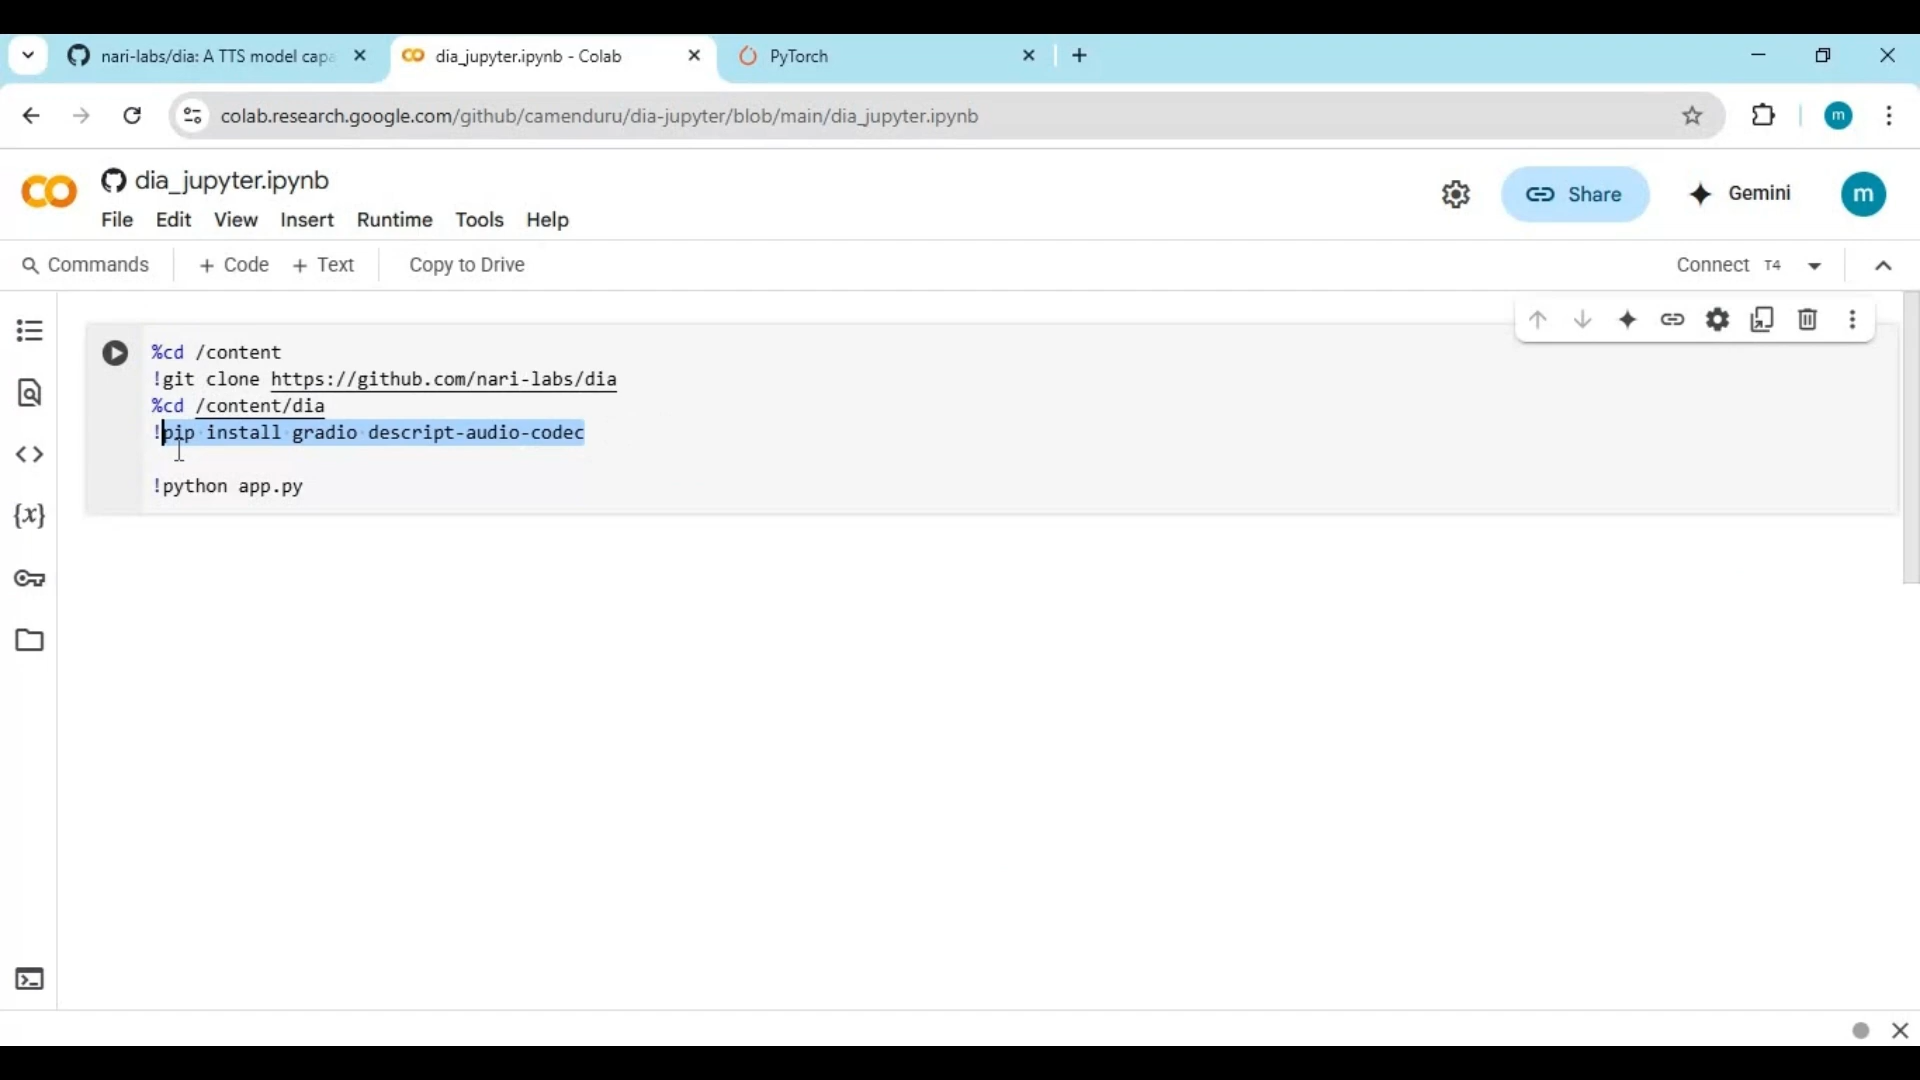 nari-labs/dia: A TTS model capa
dia_jupyter.ipynb - Colab
PyTorch
colab.research.google.com/github/camenduru/dia-jupyter/blob/main/dia_jupyter.ipynb
m
dia_jupyter.ipynb
File Edit View Insert Runtime Tools Help
Share
Gemini
m
Commands
+ Code
+ Text
Copy to Drive
Connect T4
%cd /content
!git clone https://github.com/nari-labs/dia
%cd /content/dia
!pip install gradio descript-audio-codec
!python app.py